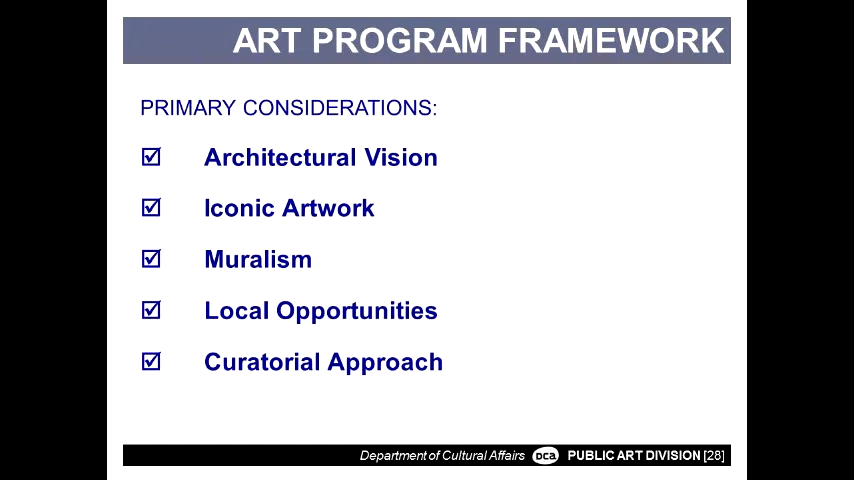 ART PROGRAM FRAMEWORK
PRIMARY CONSIDERATIONS:
☑ Architectural Vision
☑ Iconic Artwork
☑ Muralism
☑ Local Opportunities
☑ Curatorial Approach
Department of Cultural Affairs DCA PUBLIC ART DIVISION [28]